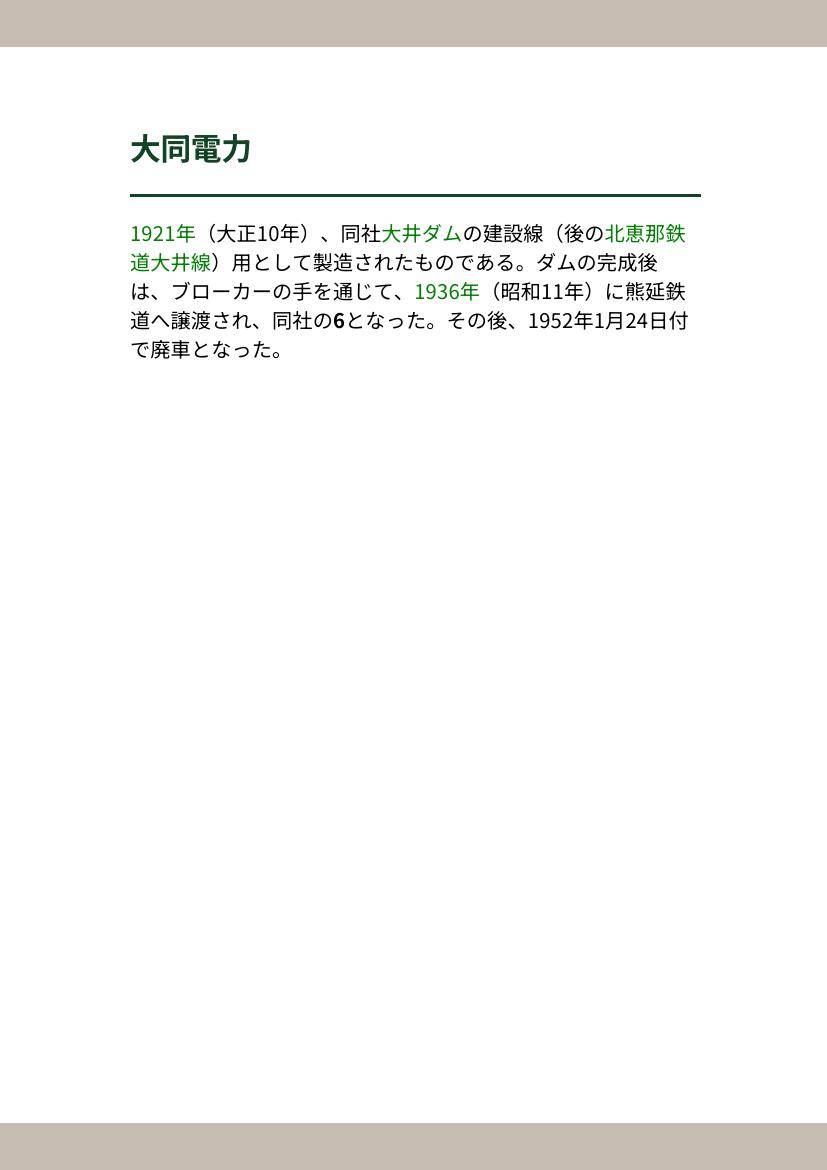 大同電力
1921年（大正10年）、同社大井ダムの建設線（後の北恵那鉄
道大井線）用として製造されたものである。ダムの完成後
は、ブローカーの手を通じて、1936年（昭和11年）に熊延鉄
道へ譲渡され、同社の6となった。その後、1952年1月24日付
で廃車となった。